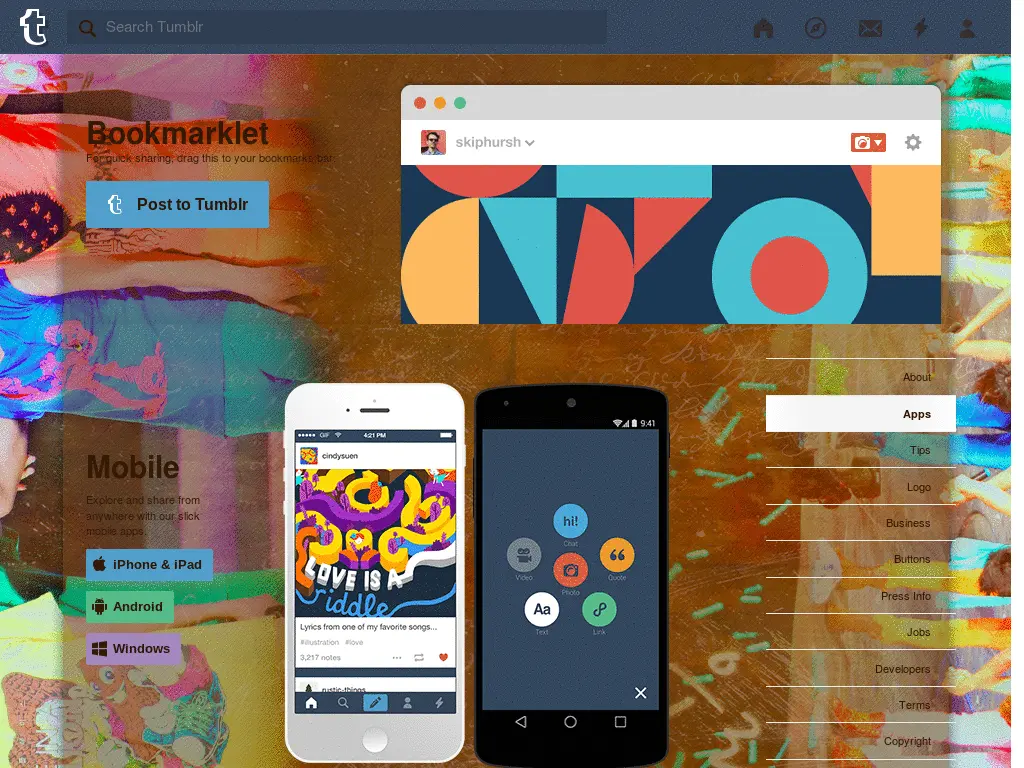 Search Tumblr
Bookmarklet
For quick sharing, drag this to your bookmarks bar.
Post to Tumblr
skiphursh
Mobile
Explore and share from
anywhere with our slick
mobile apps.
iPhone & iPad
Android
Windows
GIF
4:21 PM
cindysuen
LOVE IS A
riddle
Lyrics from one of my favorite songs...
#illustration #love
3,217 notes
rustic-things
9:41
hi!
Chat
Video
Photo
Quote
Aa
Text
Link
About
Apps
Tips
Logo
Business
Buttons
Press Info
Jobs
Developers
Terms
Copyright